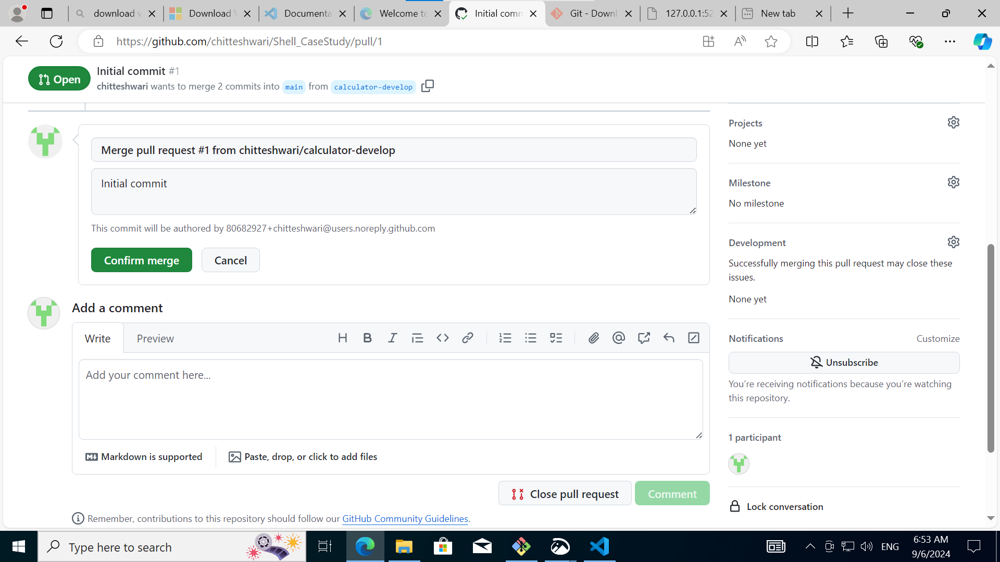 download v
Download V
Documenta
Welcome to
Initial comm
Git - Downl
127.0.0.1:52
New tab
https://github.com/chitteshwari/Shell_CaseStudy/pull/1
Open
Initial commit #1
chitteshwari wants to merge 2 commits into main from calculator-develop
Merge pull request #1 from chitteshwari/calculator-develop
Initial commit
This commit will be authored by 80682927+chitteshwari@users.noreply.github.com
Confirm merge
Cancel
Add a comment
Write
Preview
Add your comment here...
Markdown is supported
Paste, drop, or click to add files
Close pull request
Comment
Remember, contributions to this repository should follow our GitHub Community Guidelines.
Projects
None yet
Milestone
No milestone
Development
Successfully merging this pull request may close these
issues.
None yet
Notifications
Customize
Unsubscribe
You're receiving notifications because you're watching
this repository.
1 participant
Lock conversation
Type here to search
ENG
6:53 AM
9/6/2024